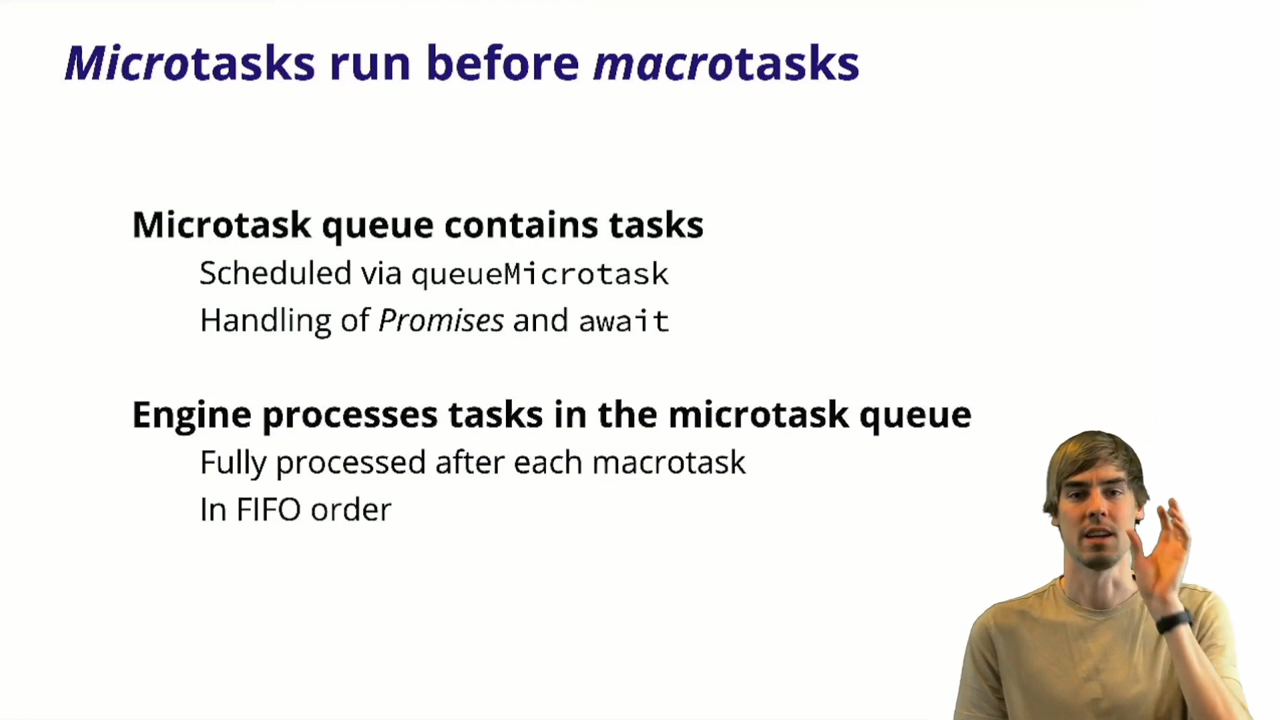 Microtasks run before macrotasks
Microtask queue contains tasks
Scheduled via queueMicrotask
Handling of Promises and await
Engine processes tasks in the microtask queue
Fully processed after each macrotask
In FIFO order